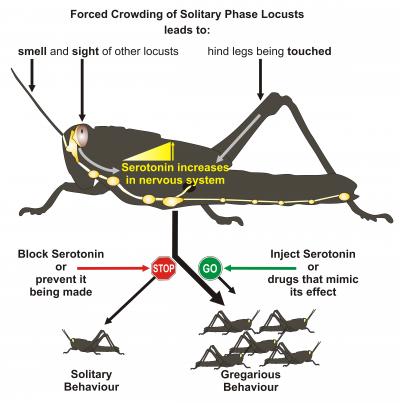 Forced Crowding of Solitary Phase Locusts
leads to:
smell and sight of other locusts
hind legs being touched
Serotonin increases
in nervous system
Block Serotonin
or
prevent it
being made
STOP
GO
Inject Serotonin
or
drugs that mimic
its effect
Solitary
Behaviour
Gregarious
Behaviour